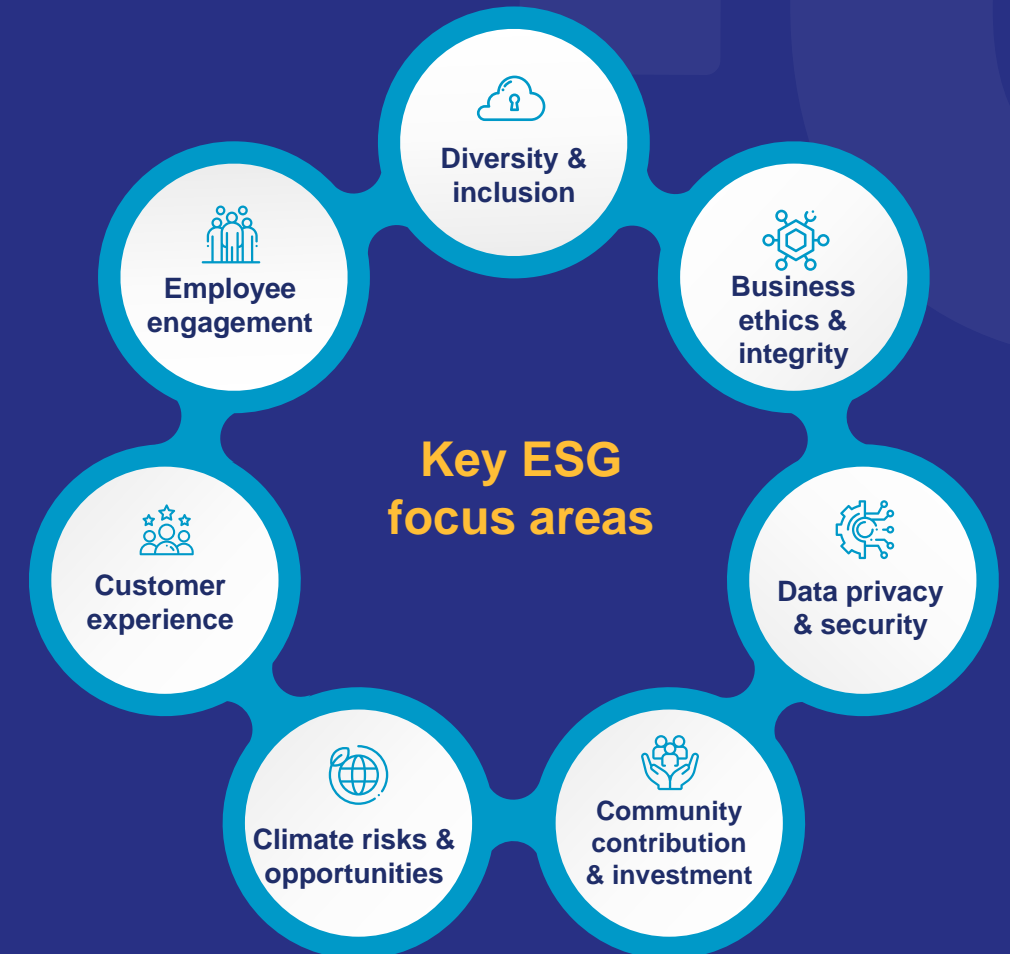 Diversity &
inclusion
Employee
engagement
Business
ethics &
integrity
Key ESG
focus areas
Customer
experience
Data privacy
& security
Climate risks &
opportunities
Community
contribution
& investment